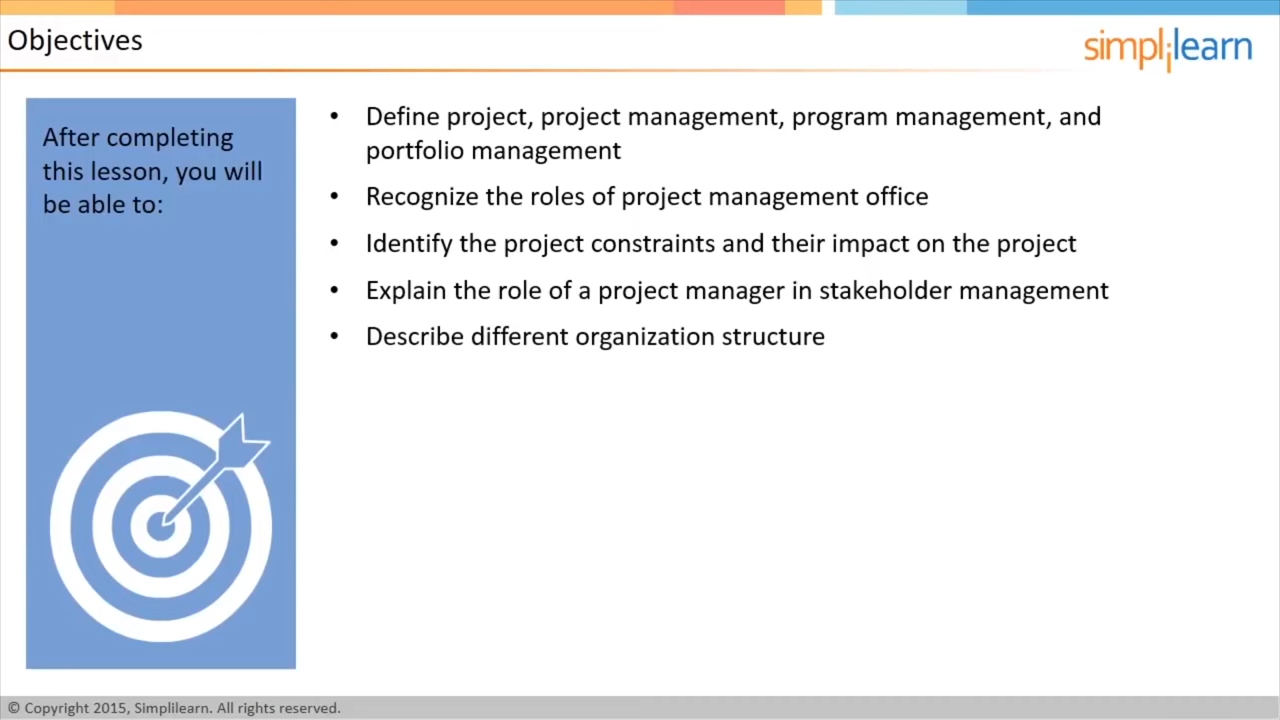 Objectives
simplilearn
After completing
this lesson, you will
be able to:
• Define project, project management, program management, and
portfolio management
• Recognize the roles of project management office
• Identify the project constraints and their impact on the project
• Explain the role of a project manager in stakeholder management
• Describe different organization structure
© Copyright 2015, Simplilearn. All rights reserved.